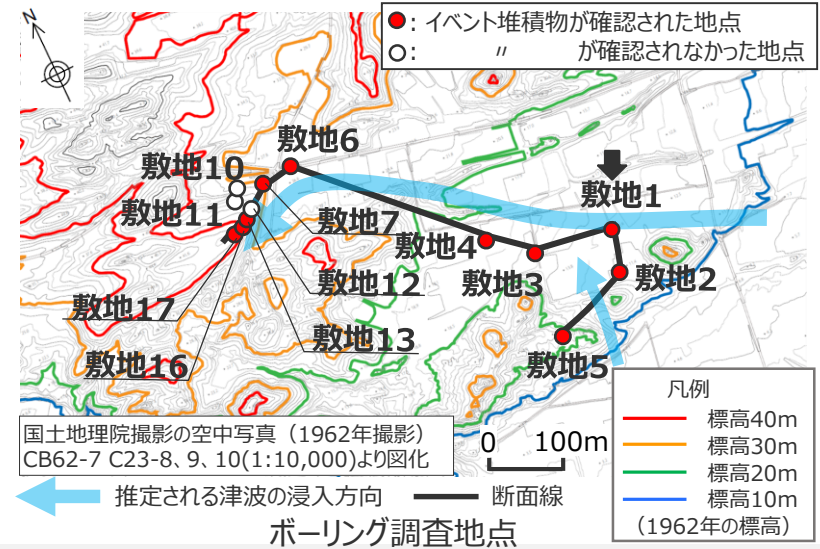 N
：イベント堆積物が確認された地点
： 〃 が確認されなかった地点
敷地6
敷地10
敷地1
敷地11
敷地7
敷地4
敷地3
敷地2
敷地12
敷地17
敷地13
敷地16
敷地5
凡例
標高40m
標高30m
標高20m
標高10m
（1962年の標高）
国土地理院撮影の空中写真（1962年撮影）
CB62-7 C23-8、9、10(1:10,000)より図化
0 100m
推定される津波の浸入方向 断面線
ボーリング調査地点